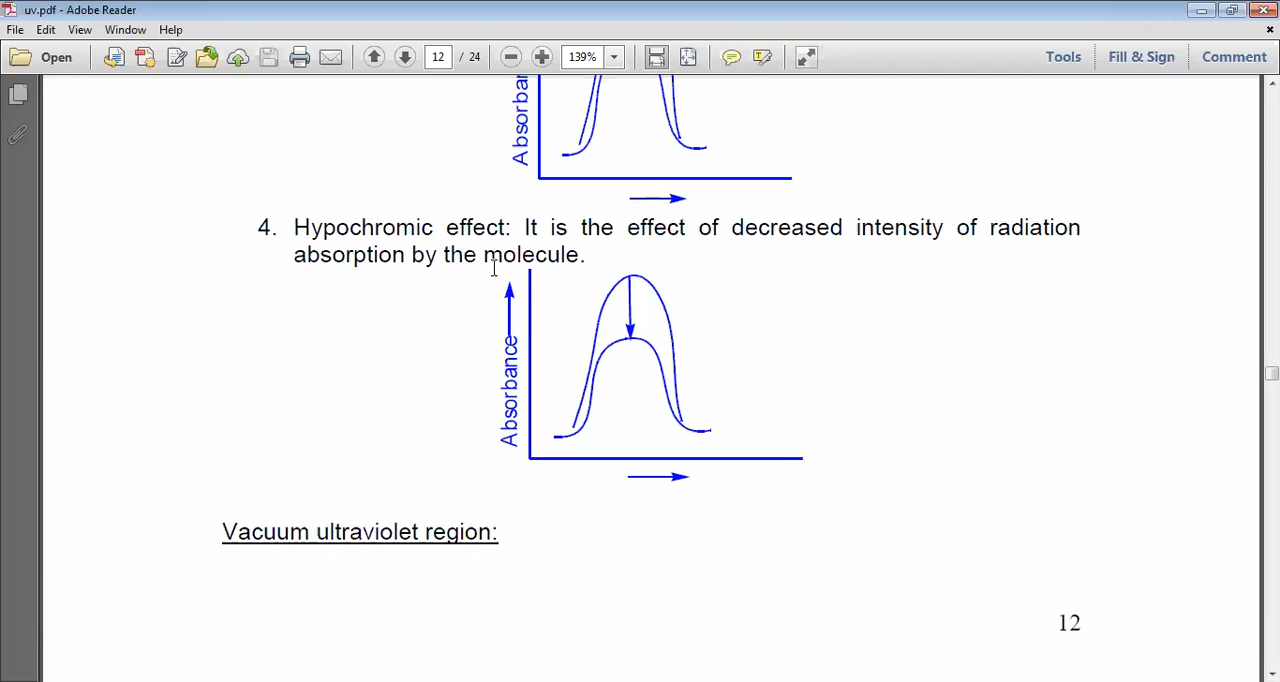 uv.pdf - Adobe Reader
File Edit View Window Help
Open 12 / 24 139% Tools Fill & Sign Comment
4. Hypochromic effect: It is the effect of decreased intensity of radiation
absorption by the molecule.
Absorbance
Vacuum ultraviolet region:
12